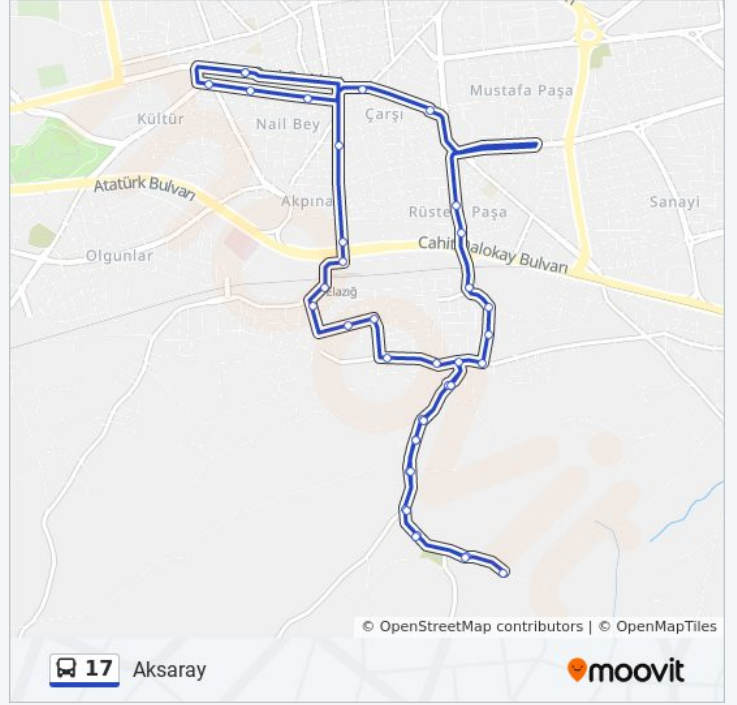 Mustafa Paşa
Kültür
Çarşı
Nail Bey
Atatürk Bulvarı
Akpına
Rüste Paşa
Sanayi
Cahit alokay Bulvarı
Olgunlar
Elazığ
© OpenStreetMap contributors | © OpenMapTiles
17 Aksaray
moovit